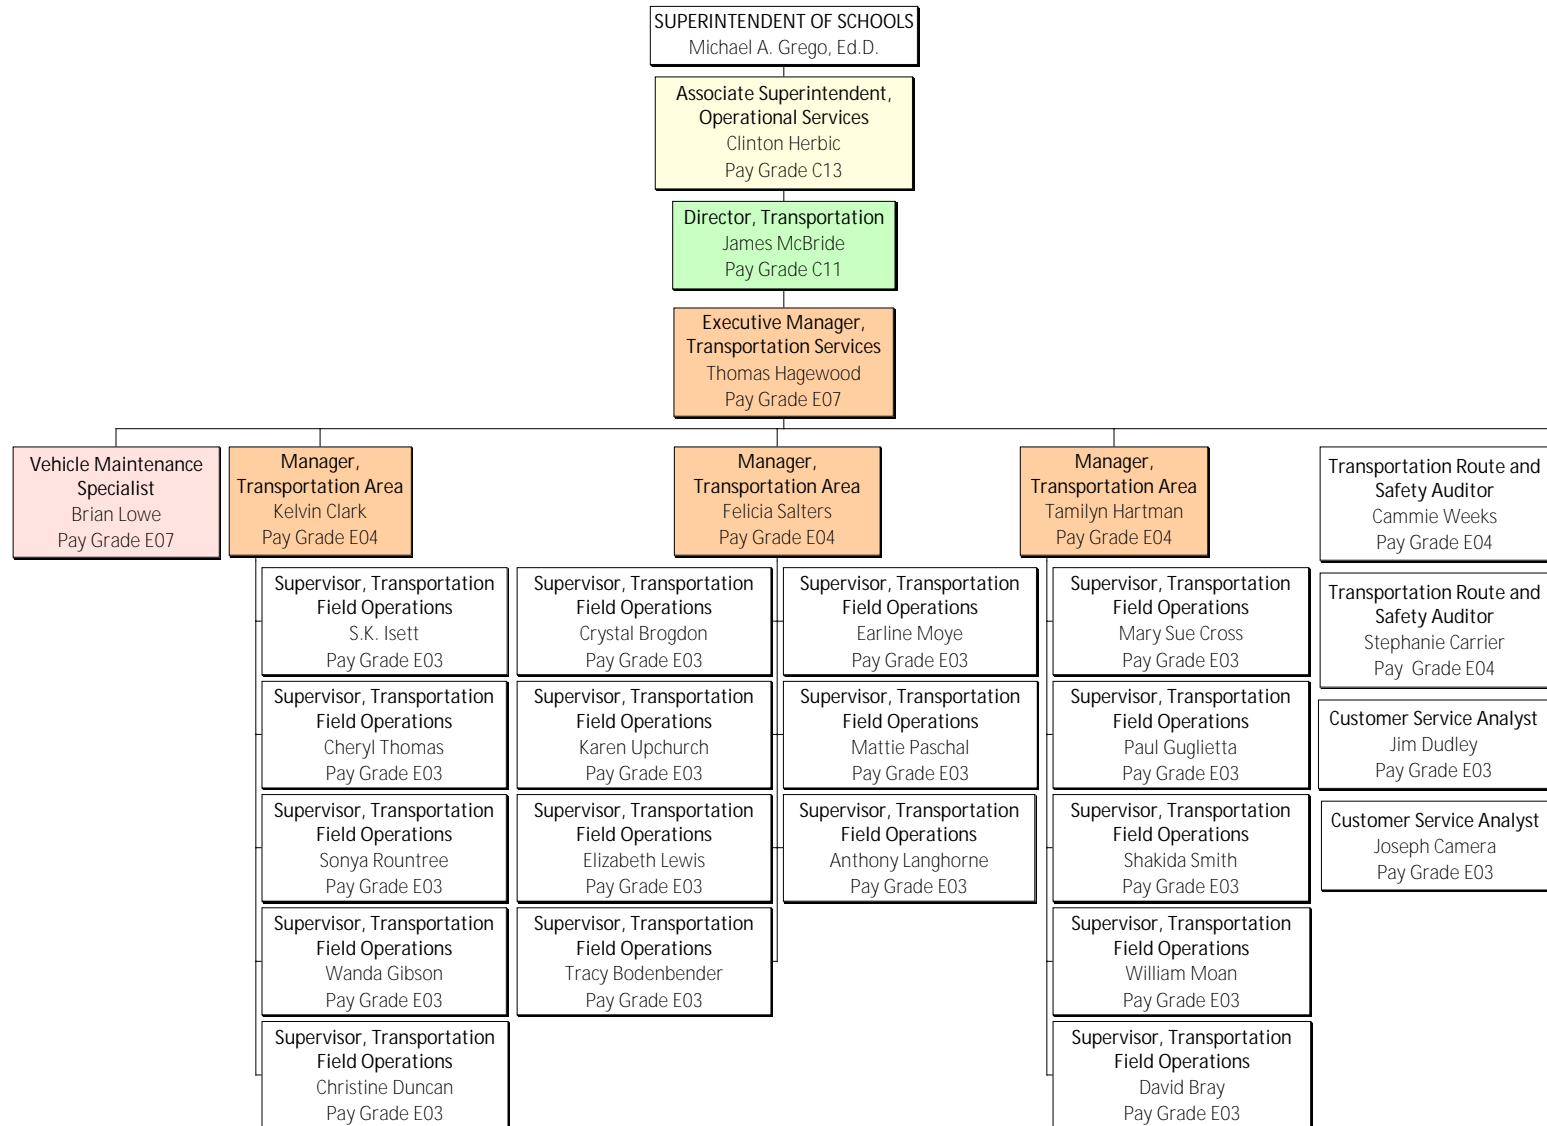 SUPERINTENDENT OF SCHOOLS
Michael A. Grego, Ed.D.
Associate Superintendent,
Operational Services
Clinton Herbic
Pay Grade C13
Director, Transportation
James McBride
Pay Grade C11
Executive Manager,
Transportation Services
Thomas Hagewood
Pay Grade E07
Vehicle Maintenance
Specialist
Brian Lowe
Pay Grade E07
Manager,
Transportation Area
Kelvin Clark
Pay Grade E04
Supervisor, Transportation
Field Operations
S.K. Isett
Pay Grade E03
Supervisor, Transportation
Field Operations
Cheryl Thomas
Pay Grade E03
Supervisor, Transportation
Field Operations
Sonya Rountree
Pay Grade E03
Supervisor, Transportation
Field Operations
Wanda Gibson
Pay Grade E03
Supervisor, Transportation
Field Operations
Christine Duncan
Pay Grade E03
Manager,
Transportation Area
Felicia Salters
Pay Grade E04
Supervisor, Transportation
Field Operations
Crystal Brogdon
Pay Grade E03
Supervisor, Transportation
Field Operations
Karen Upchurch
Pay Grade E03
Supervisor, Transportation
Field Operations
Elizabeth Lewis
Pay Grade E03
Supervisor, Transportation
Field Operations
Tracy Bodenbender
Pay Grade E03
Supervisor, Transportation
Field Operations
Earline Moye
Pay Grade E03
Supervisor, Transportation
Field Operations
Mattie Paschal
Pay Grade E03
Supervisor, Transportation
Field Operations
Anthony Langhorne
Pay Grade E03
Manager,
Transportation Area
Tamilyn Hartman
Pay Grade E04
Supervisor, Transportation
Field Operations
Mary Sue Cross
Pay Grade E03
Supervisor, Transportation
Field Operations
Paul Guglietta
Pay Grade E03
Supervisor, Transportation
Field Operations
Shakida Smith
Pay Grade E03
Supervisor, Transportation
Field Operations
William Moan
Pay Grade E03
Supervisor, Transportation
Field Operations
David Bray
Pay Grade E03
Transportation Route and
Safety Auditor
Cammie Weeks
Pay Grade E04
Transportation Route and
Safety Auditor
Stephanie Carrier
Pay  Grade E04
Customer Service Analyst
Jim Dudley
Pay Grade E03
Customer Service Analyst
Joseph Camera
Pay Grade E03